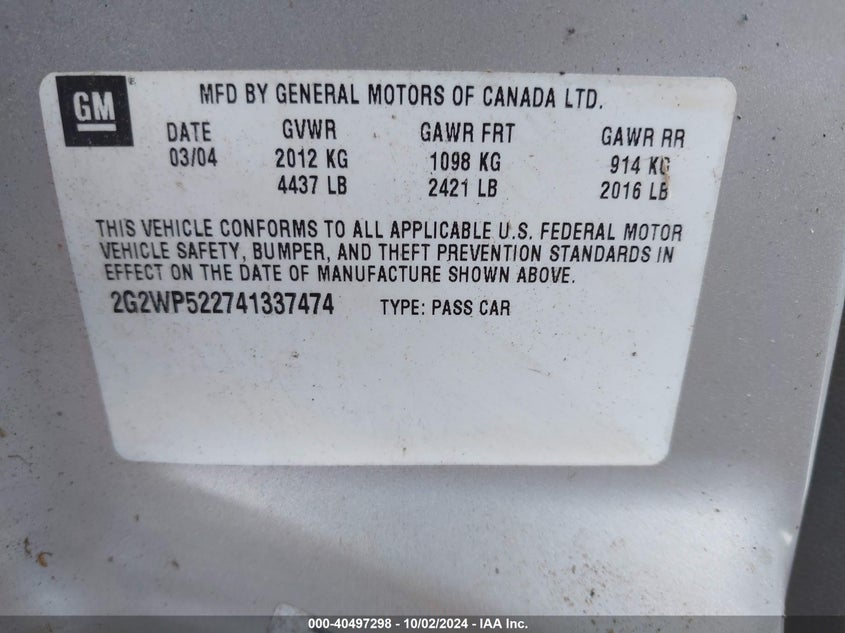 GM
MFD BY GENERAL MOTORS OF CANADA LTD.
DATE GVWR GAWR FRT GAWR RR
03/04 2012 KG 1098 KG 914 KG
4437 LB 2421 LB 2016 LB
THIS VEHICLE CONFORMS TO ALL APPLICABLE U.S. FEDERAL MOTOR
VEHICLE SAFETY, BUMPER, AND THEFT PREVENTION STANDARDS IN
EFFECT ON THE DATE OF MANUFACTURE SHOWN ABOVE.
2G2WP522741337474 TYPE: PASS CAR
000-40497298 - 10/02/2024 - IAA Inc.